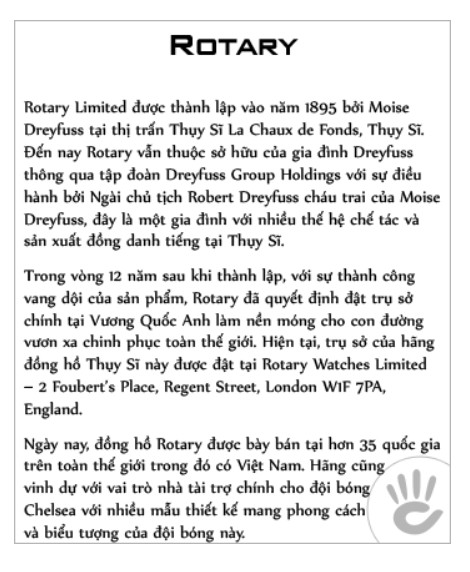 ROTARY
Rotary Limited được thành lập vào năm 1895 bởi Moise
Dreyfuss tại thị trấn Thụy Sĩ La Chaux de Fonds, Thụy Sĩ.
Đến nay Rotary vẫn thuộc sở hữu của gia đình Dreyfuss
thông qua tập đoàn Dreyfuss Group Holdings với sự điều
hành bởi Ngài chủ tịch Robert Dreyfuss cháu trai của Moise
Dreyfuss, đây là một gia đình với nhiều thế hệ chế tác và
sản xuất đồng danh tiếng tại Thụy Sĩ.
Trong vòng 12 năm sau khi thành lập, với sự thành công
vang dội của sản phẩm, Rotary đã quyết định đặt trụ sở
chính tại Vương Quốc Anh làm nền móng cho con đường
vươn xa chinh phục toàn thế giới. Hiện tại, trụ sở của hãng
đồng hồ Thụy Sĩ này được đặt tại Rotary Watches Limited
– 2 Foubert's Place, Regent Street, London W1F 7PA,
England.
Ngày nay, đồng hồ Rotary được bày bán tại hơn 35 quốc gia
trên toàn thế giới trong đó có Việt Nam. Hãng cũng
vinh dự với vai trò nhà tài trợ chính cho đội bóng
Chelsea với nhiều mẫu thiết kế mang phong cách
và biểu tượng của đội bóng này.